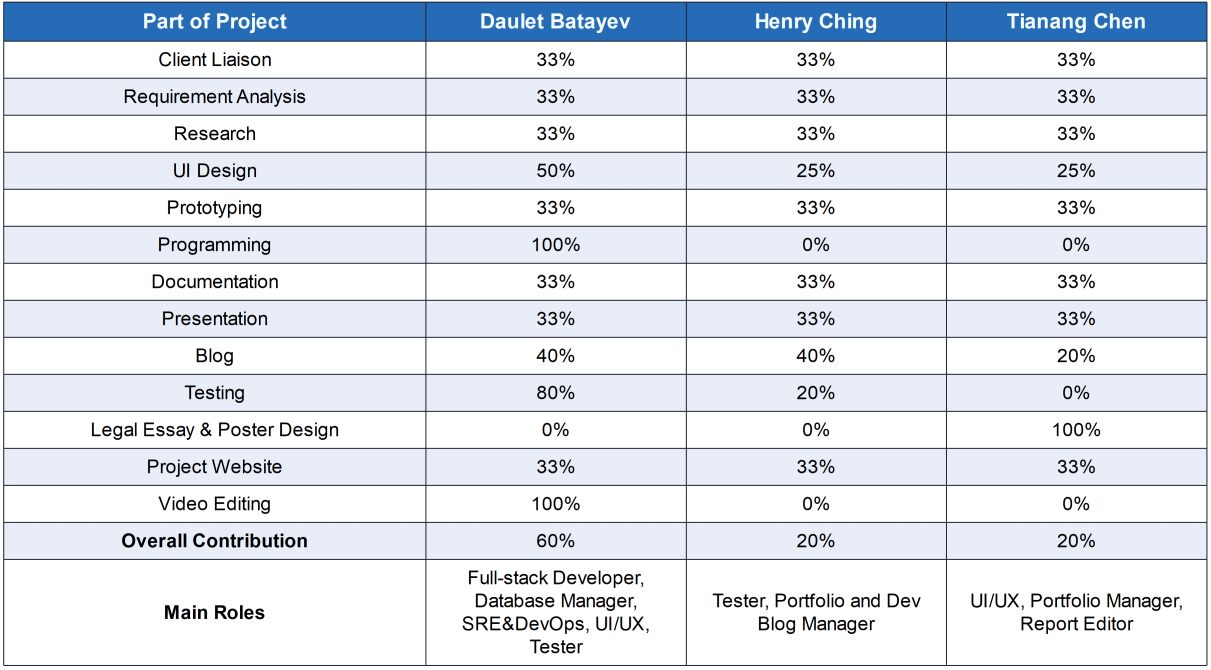 Part of Project Daulet Batayev Henry Ching Tianang Chen
Client Liaison 33% 33% 33%
Requirement Analysis 33% 33% 33%
Research 33% 33% 33%
UI Design 50% 25% 25%
Prototyping 33% 33% 33%
Programming 100% 0% 0%
Documentation 33% 33% 33%
Presentation 33% 33% 33%
Blog 40% 40% 20%
Testing 80% 20% 0%
Legal Essay & Poster Design 0% 0% 100%
Project Website 33% 33% 33%
Video Editing 100% 0% 0%
Overall Contribution 60% 20% 20%
Main Roles
Full-stack Developer,
Database Manager,
SRE&DevOps, UI/UX,
Tester
Tester, Portfolio and Dev
Blog Manager
UI/UX, Portfolio Manager,
Report Editor